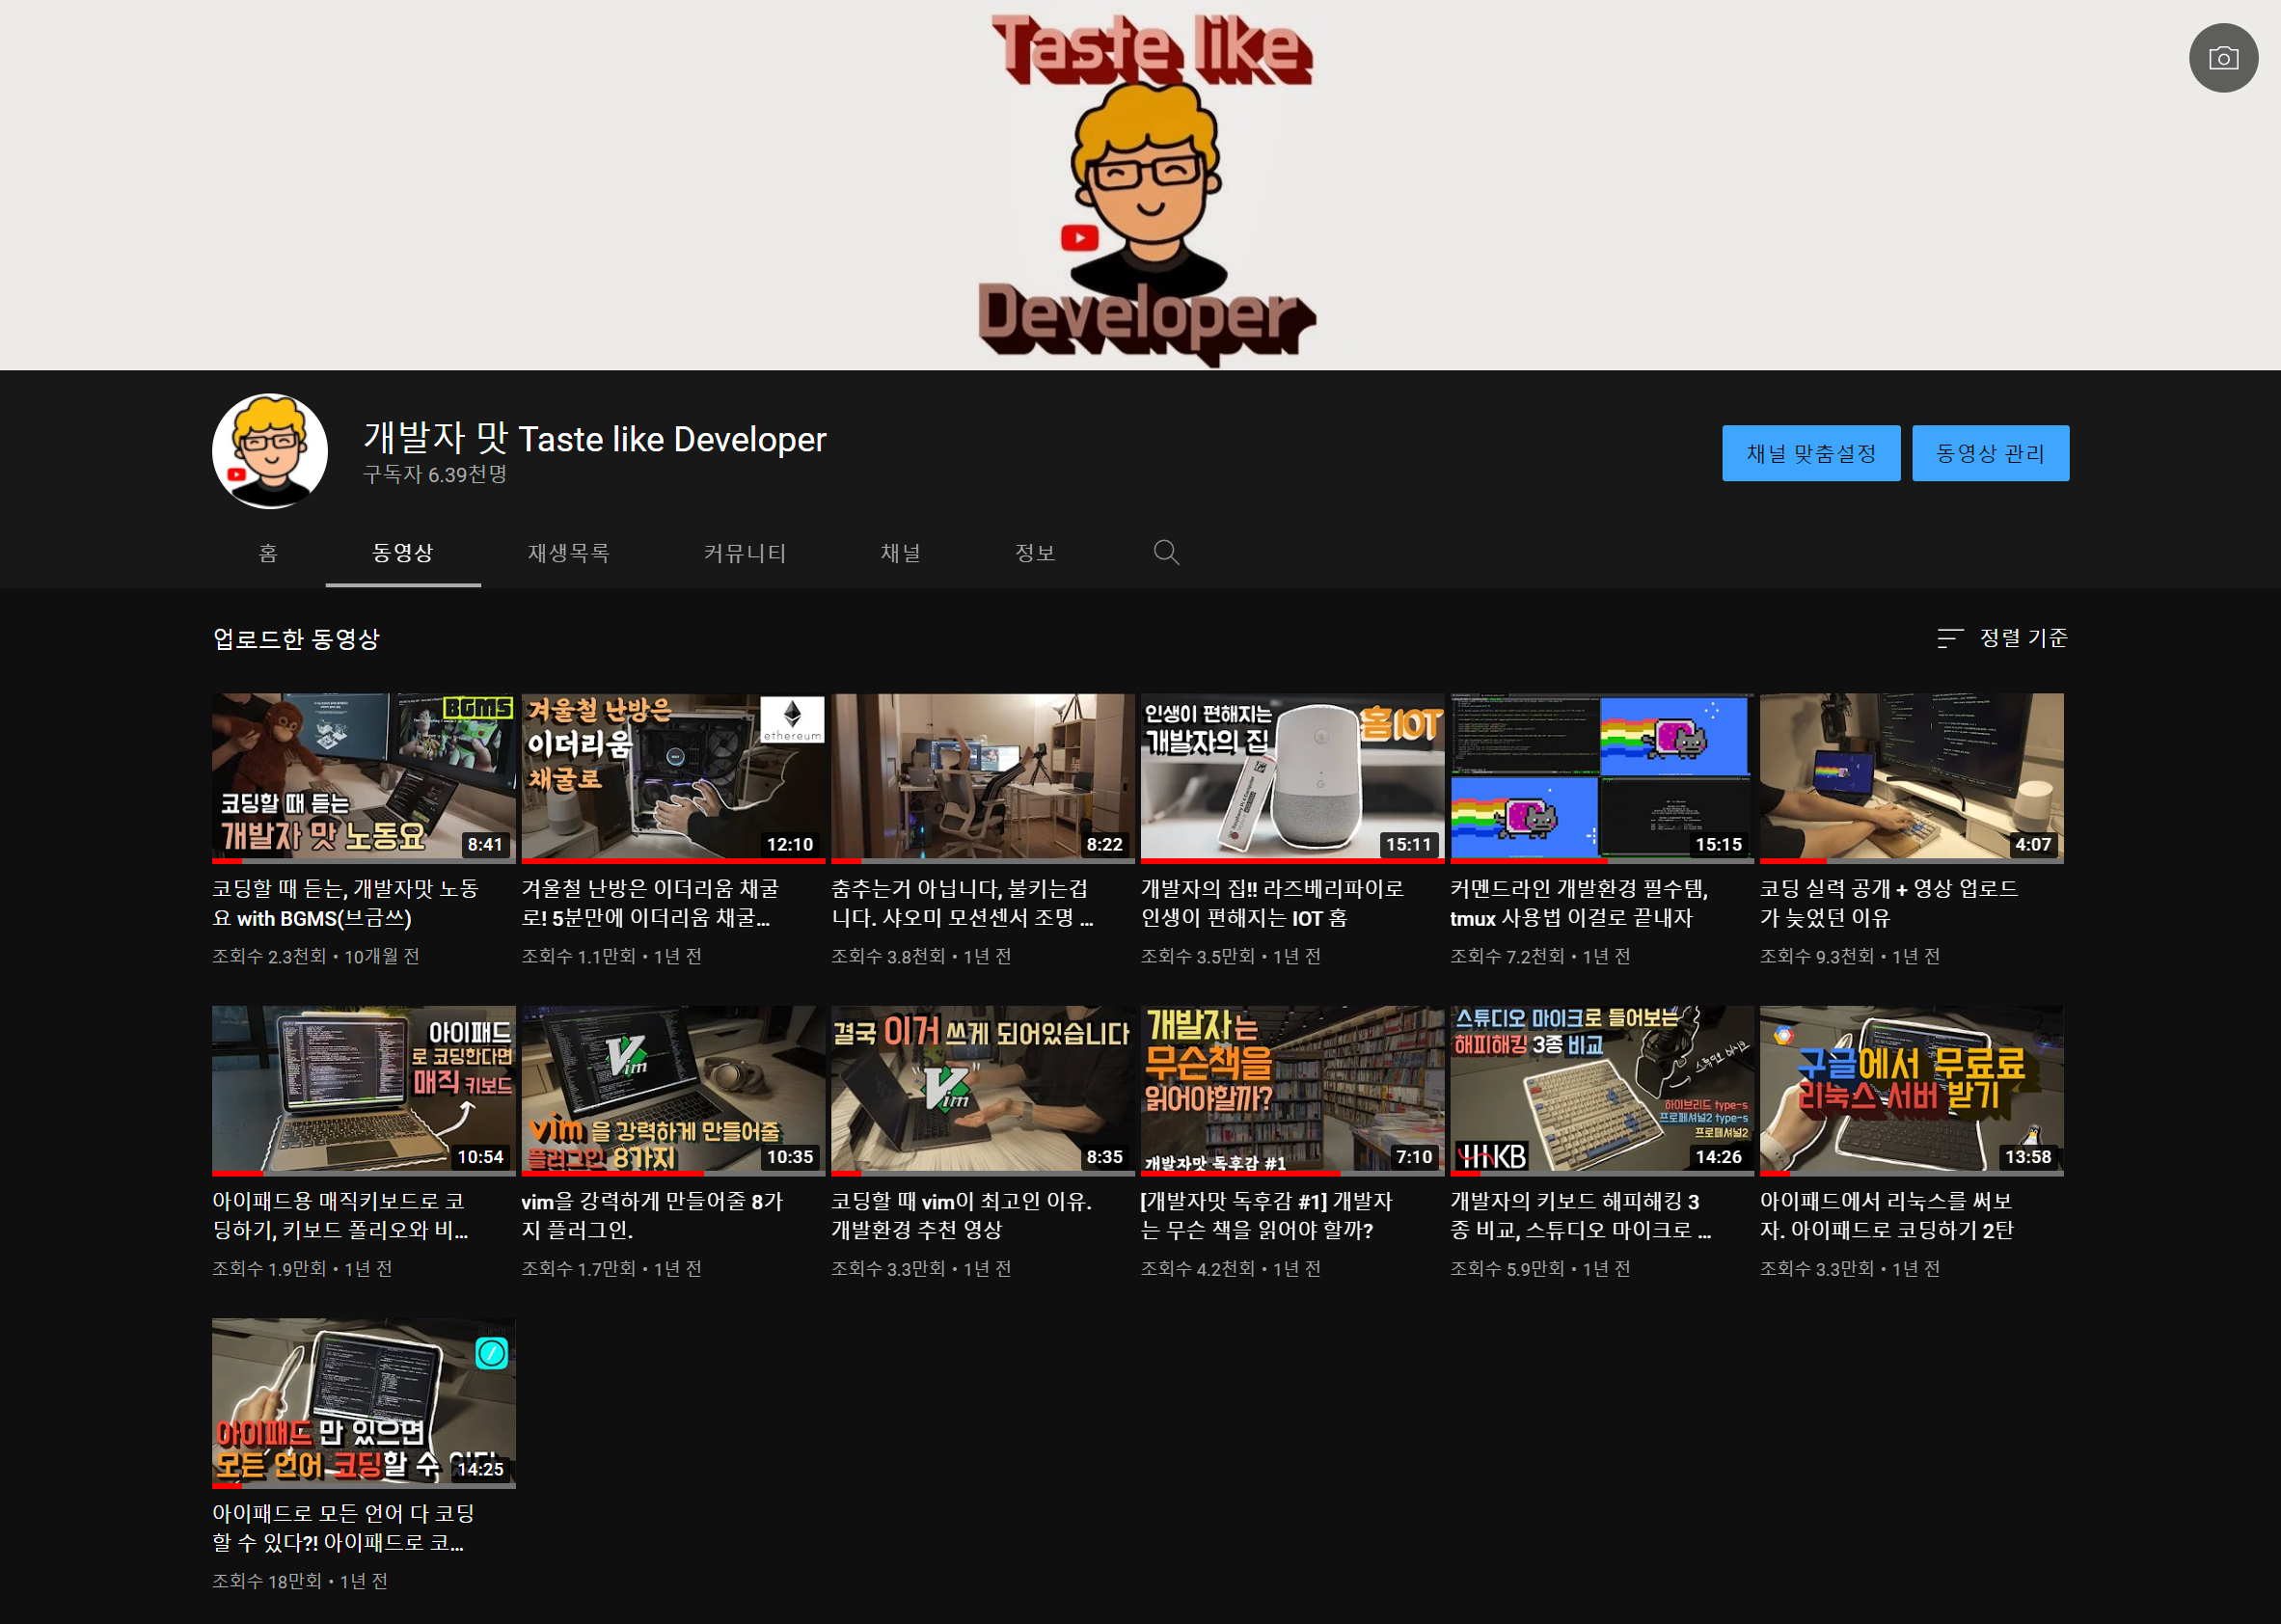 Taste like
Developer
개발자 맛 Taste like Developer
구독자 6.39천명
채널 맞춤설정
동영상 관리
홈
동영상
재생목록
커뮤니티
채널
정보
업로드한 동영상
정렬 기준
BGMS
코딩할 때 듣는
개발자 맛 노동요
8:41
코딩할 때 듣는, 개발자맛 노동
요 with BGMS(브금쓰)
조회수 2.3천회 • 10개월 전
겨울철 난방은
이더리움
채굴로
ethereum
12:10
겨울철 난방은 이더리움 채굴
로! 5분만에 이더리움 채굴...
조회수 1.1만회 • 1년 전
8:22
춤추는거 아닙니다, 불키는겁
니다. 샤오미 모션센서 조명 ...
조회수 3.8천회 • 1년 전
인생이 편해지는
개발자의 집
홈IOT
15:11
개발자의 집!! 라즈베리파이로
인생이 편해지는 IOT 홈
조회수 3.5만회 • 1년 전
15:15
커멘드라인 개발환경 필수템,
tmux 사용법 이걸로 끝내자
조회수 7.2천회 • 1년 전
4:07
코딩 실력 공개 + 영상 업로드
가 늦었던 이유
조회수 9.3천회 • 1년 전
아이패드
로 코딩한다면
매직 키보드
10:54
아이패드용 매직키보드로 코
딩하기, 키보드 폴리오와 비...
조회수 1.9만회 • 1년 전
Vim
vim 을 강력하게 만들어줄
플러그인 8가지
10:35
vim을 강력하게 만들어줄 8가
지 플러그인.
조회수 1.7만회 • 1년 전
결국 이거 쓰게 되어있습니다
"Vim"
8:35
코딩할 때 vim이 최고인 이유.
개발환경 추천 영상
조회수 3.3만회 • 1년 전
개발자는
무슨책을
읽어야할까?
개발자맛 독후감 #1
7:10
[개발자맛 독후감 #1] 개발자
는 무슨 책을 읽어야 할까?
조회수 4.2천회 • 1년 전
스튜디오 마이크로 들어보는
해피해킹 3종 비교
스튜디오 마이크
하이브리드 type-s
프로페셔널2 type-s
프로페셔널2
HHKB
14:26
개발자의 키보드 해피해킹 3
종 비교, 스튜디오 마이크로 ...
조회수 5.9만회 • 1년 전
구글에서 무료로
리눅스 서버 받기
13:58
아이패드에서 리눅스를 써보
자. 아이패드로 코딩하기 2탄
조회수 3.3만회 • 1년 전
아이패드 만 있으면
모든 언어 코딩할 수 있다
14:25
아이패드로 모든 언어 다 코딩
할 수 있다?! 아이패드로 코...
조회수 18만회 • 1년 전